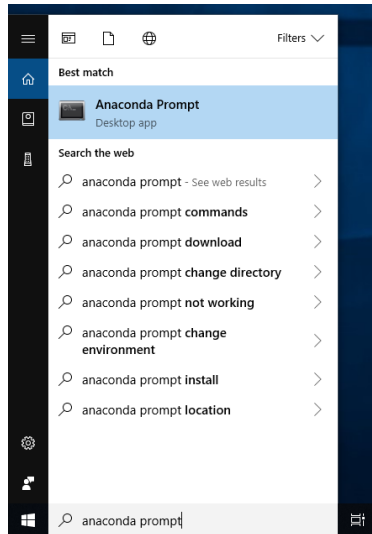 Filters
Best match
Anaconda Prompt
Desktop app
Search the web
anaconda prompt - See web results
anaconda prompt commands
anaconda prompt download
anaconda prompt change directory
anaconda prompt not working
anaconda prompt change
environment
anaconda prompt install
anaconda prompt location
anaconda prompt